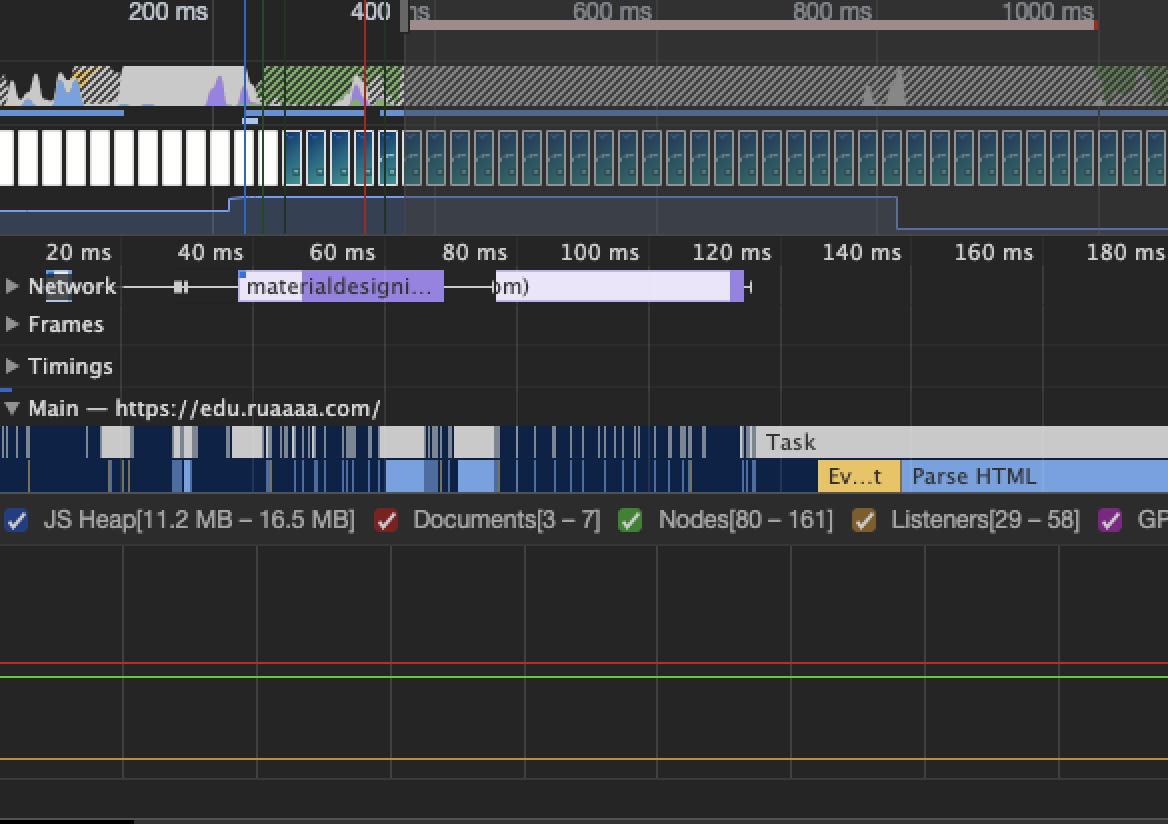 200 ms 400 ms 600 ms 800 ms 1000 ms
20 ms 40 ms 60 ms 80 ms 100 ms 120 ms 140 ms 160 ms 180 ms
Network materialdesigni... om)
Frames
Timings
Main — https://edu.ruaaaa.com/
Task
Ev...t Parse HTML
JS Heap[11.2 MB – 16.5 MB] Documents[3 – 7] Nodes[80 – 161] Listeners[29 – 58] GP